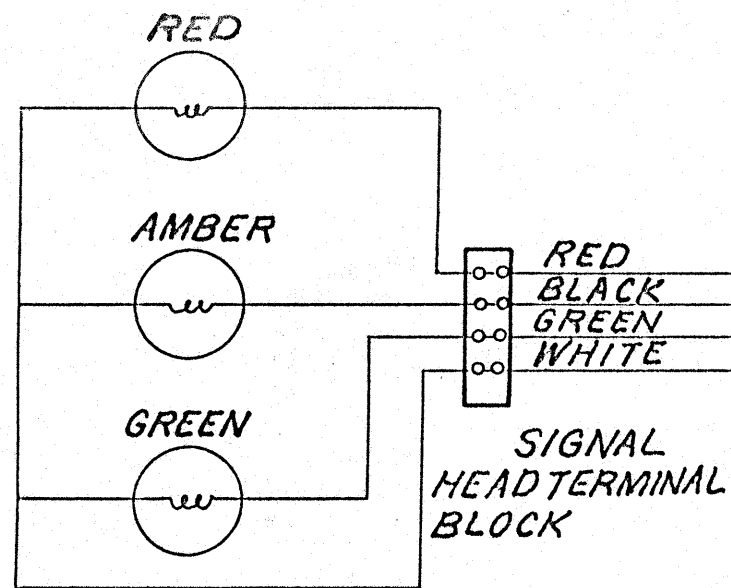 RED
AMBER
GREEN
RED
BLACK
GREEN
WHITE
SIGNAL
HEAD TERMINAL
BLOCK